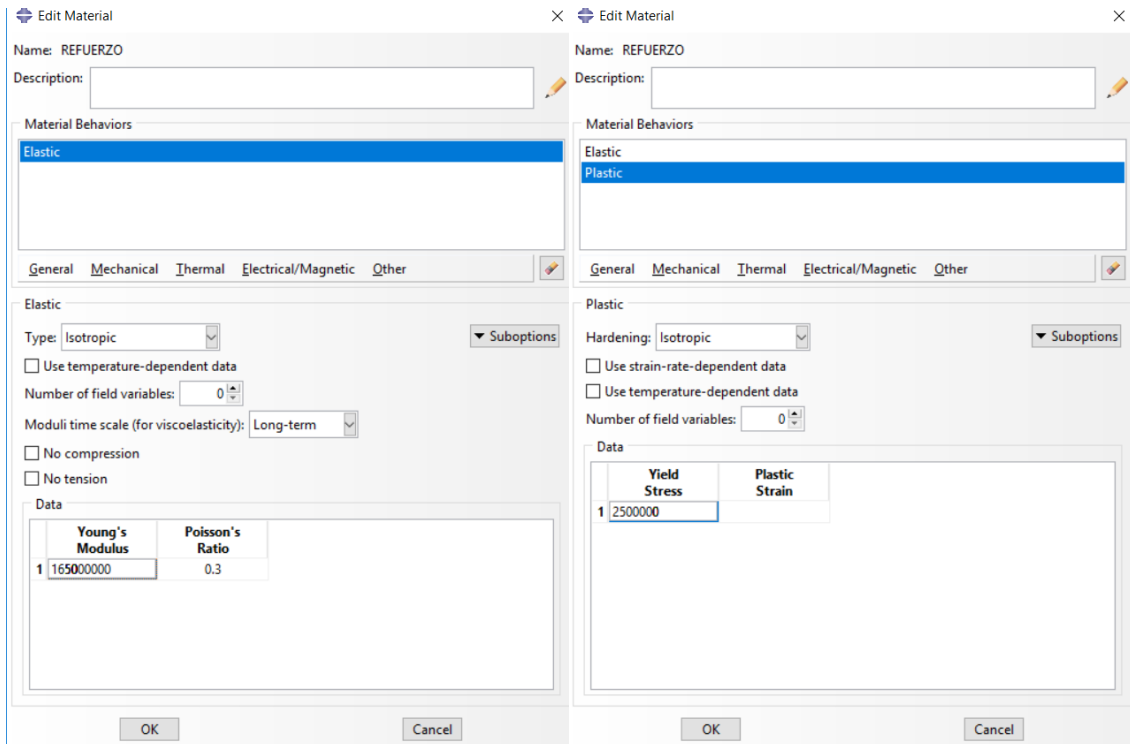 Edit Material
Name: REFUERZO
Description:
Material Behaviors
Elastic
General Mechanical Thermal Electrical/Magnetic Other
Elastic
Type: Isotropic
Suboptions
Use temperature-dependent data
Number of field variables: 0
Moduli time scale (for viscoelasticity): Long-term
No compression
No tension
Data
Young's Modulus Poisson's Ratio
1 165000000 0.3
OK Cancel
Edit Material
Name: REFUERZO
Description:
Material Behaviors
Elastic
Plastic
General Mechanical Thermal Electrical/Magnetic Other
Plastic
Hardening: Isotropic
Suboptions
Use strain-rate-dependent data
Use temperature-dependent data
Number of field variables: 0
Data
Yield Stress Plastic Strain
1 2500000
OK Cancel